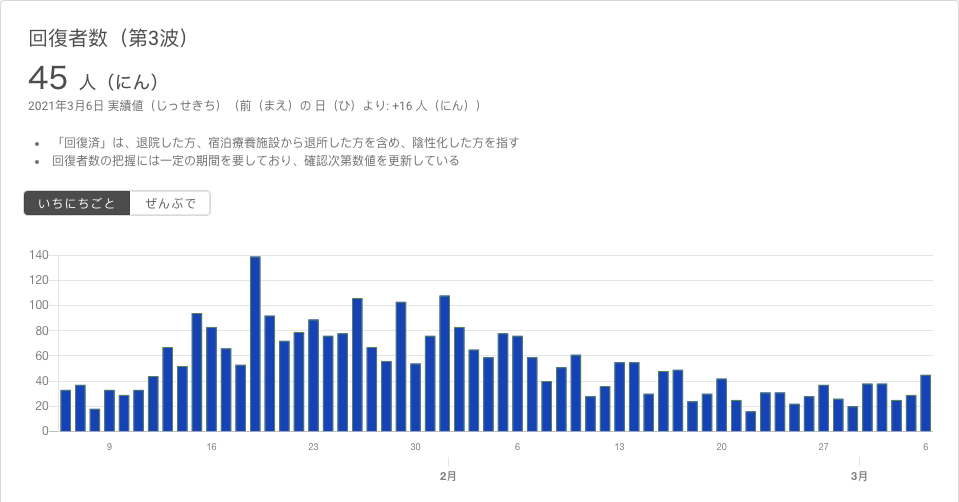 回復者数（第3波）
45 人（にん）
2021年3月6日 実績値（じっせきち）（前（まえ）の 日（ひ）より: +16 人（にん））
• 「回復済」は、退院した方、宿泊療養施設から退所した方を含め、陰性化した方を指す
• 回復者数の把握には一定の期間を要しており、確認次第数値を更新している
いちにちごと ぜんぶで
140
120
100
80
60
40
20
0
9 16 23 30 6 13 20 27 6
2月 3月